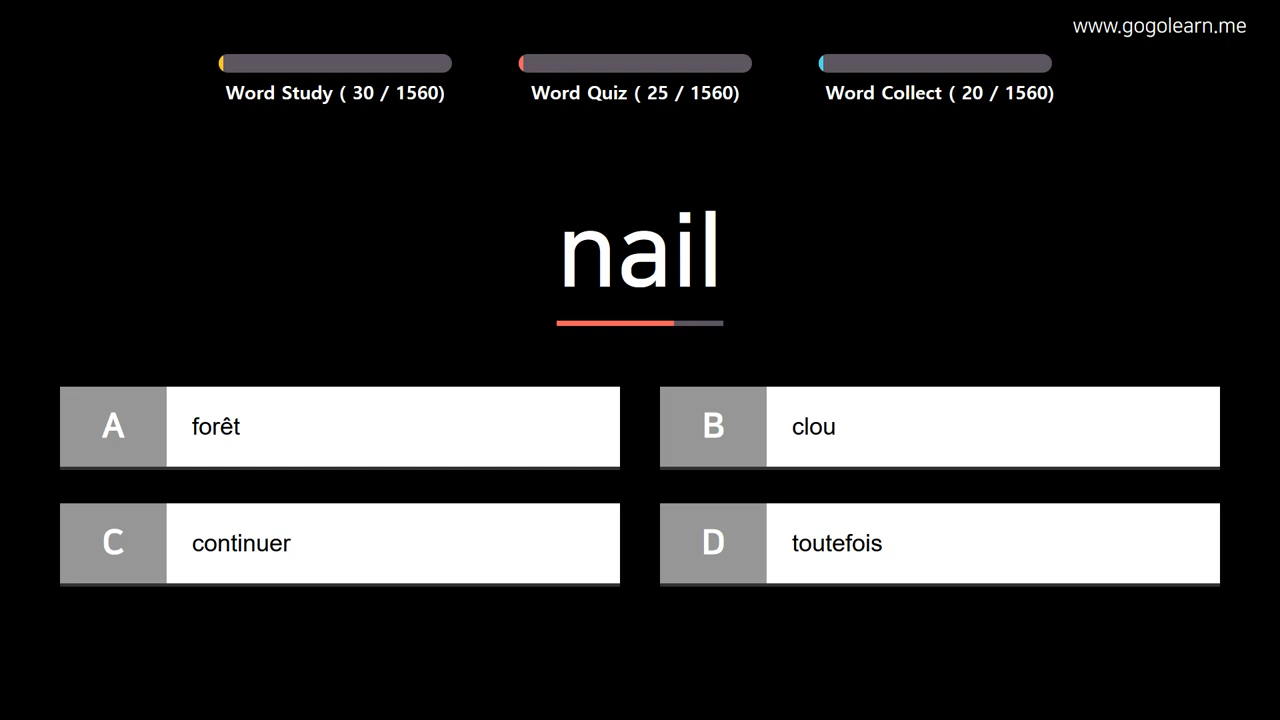 www.gogolearn.me
Word Study ( 30 / 1560)
Word Quiz ( 25 / 1560)
Word Collect ( 20 / 1560)
nail
A forêt
B clou
C continuer
D toutefois